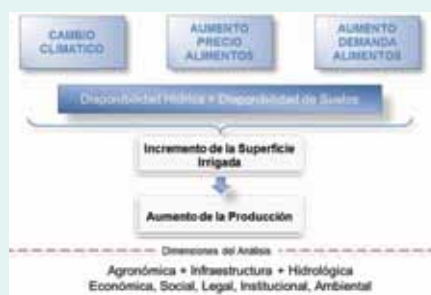 CAMBIO
CLIMATICO
AUMENTO
PRECIO
ALIMENTOS
AUMENTO
DEMANDA
ALIMENTOS
Disponibilidad Hídrica + Disponibilidad de Suelos
Incremento de la Superficie
Irrigada
Aumento de la Producción
Dimensiones del Análisis
Agronómica + Infraestructura + Hidrológica
Económica, Social, Legal, Institucional, Ambiental